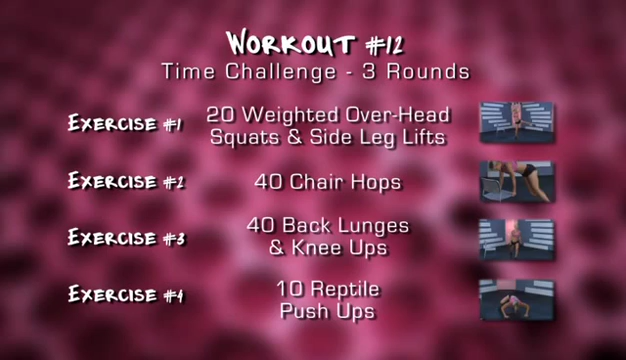 Workout #12
Time Challenge - 3 Rounds
Exercise #1
20 Weighted Over-Head
Squats & Side Leg Lifts
Exercise #2
40 Chair Hops
Exercise #3
40 Back Lunges
& Knee Ups
Exercise #4
10 Reptile
Push Ups